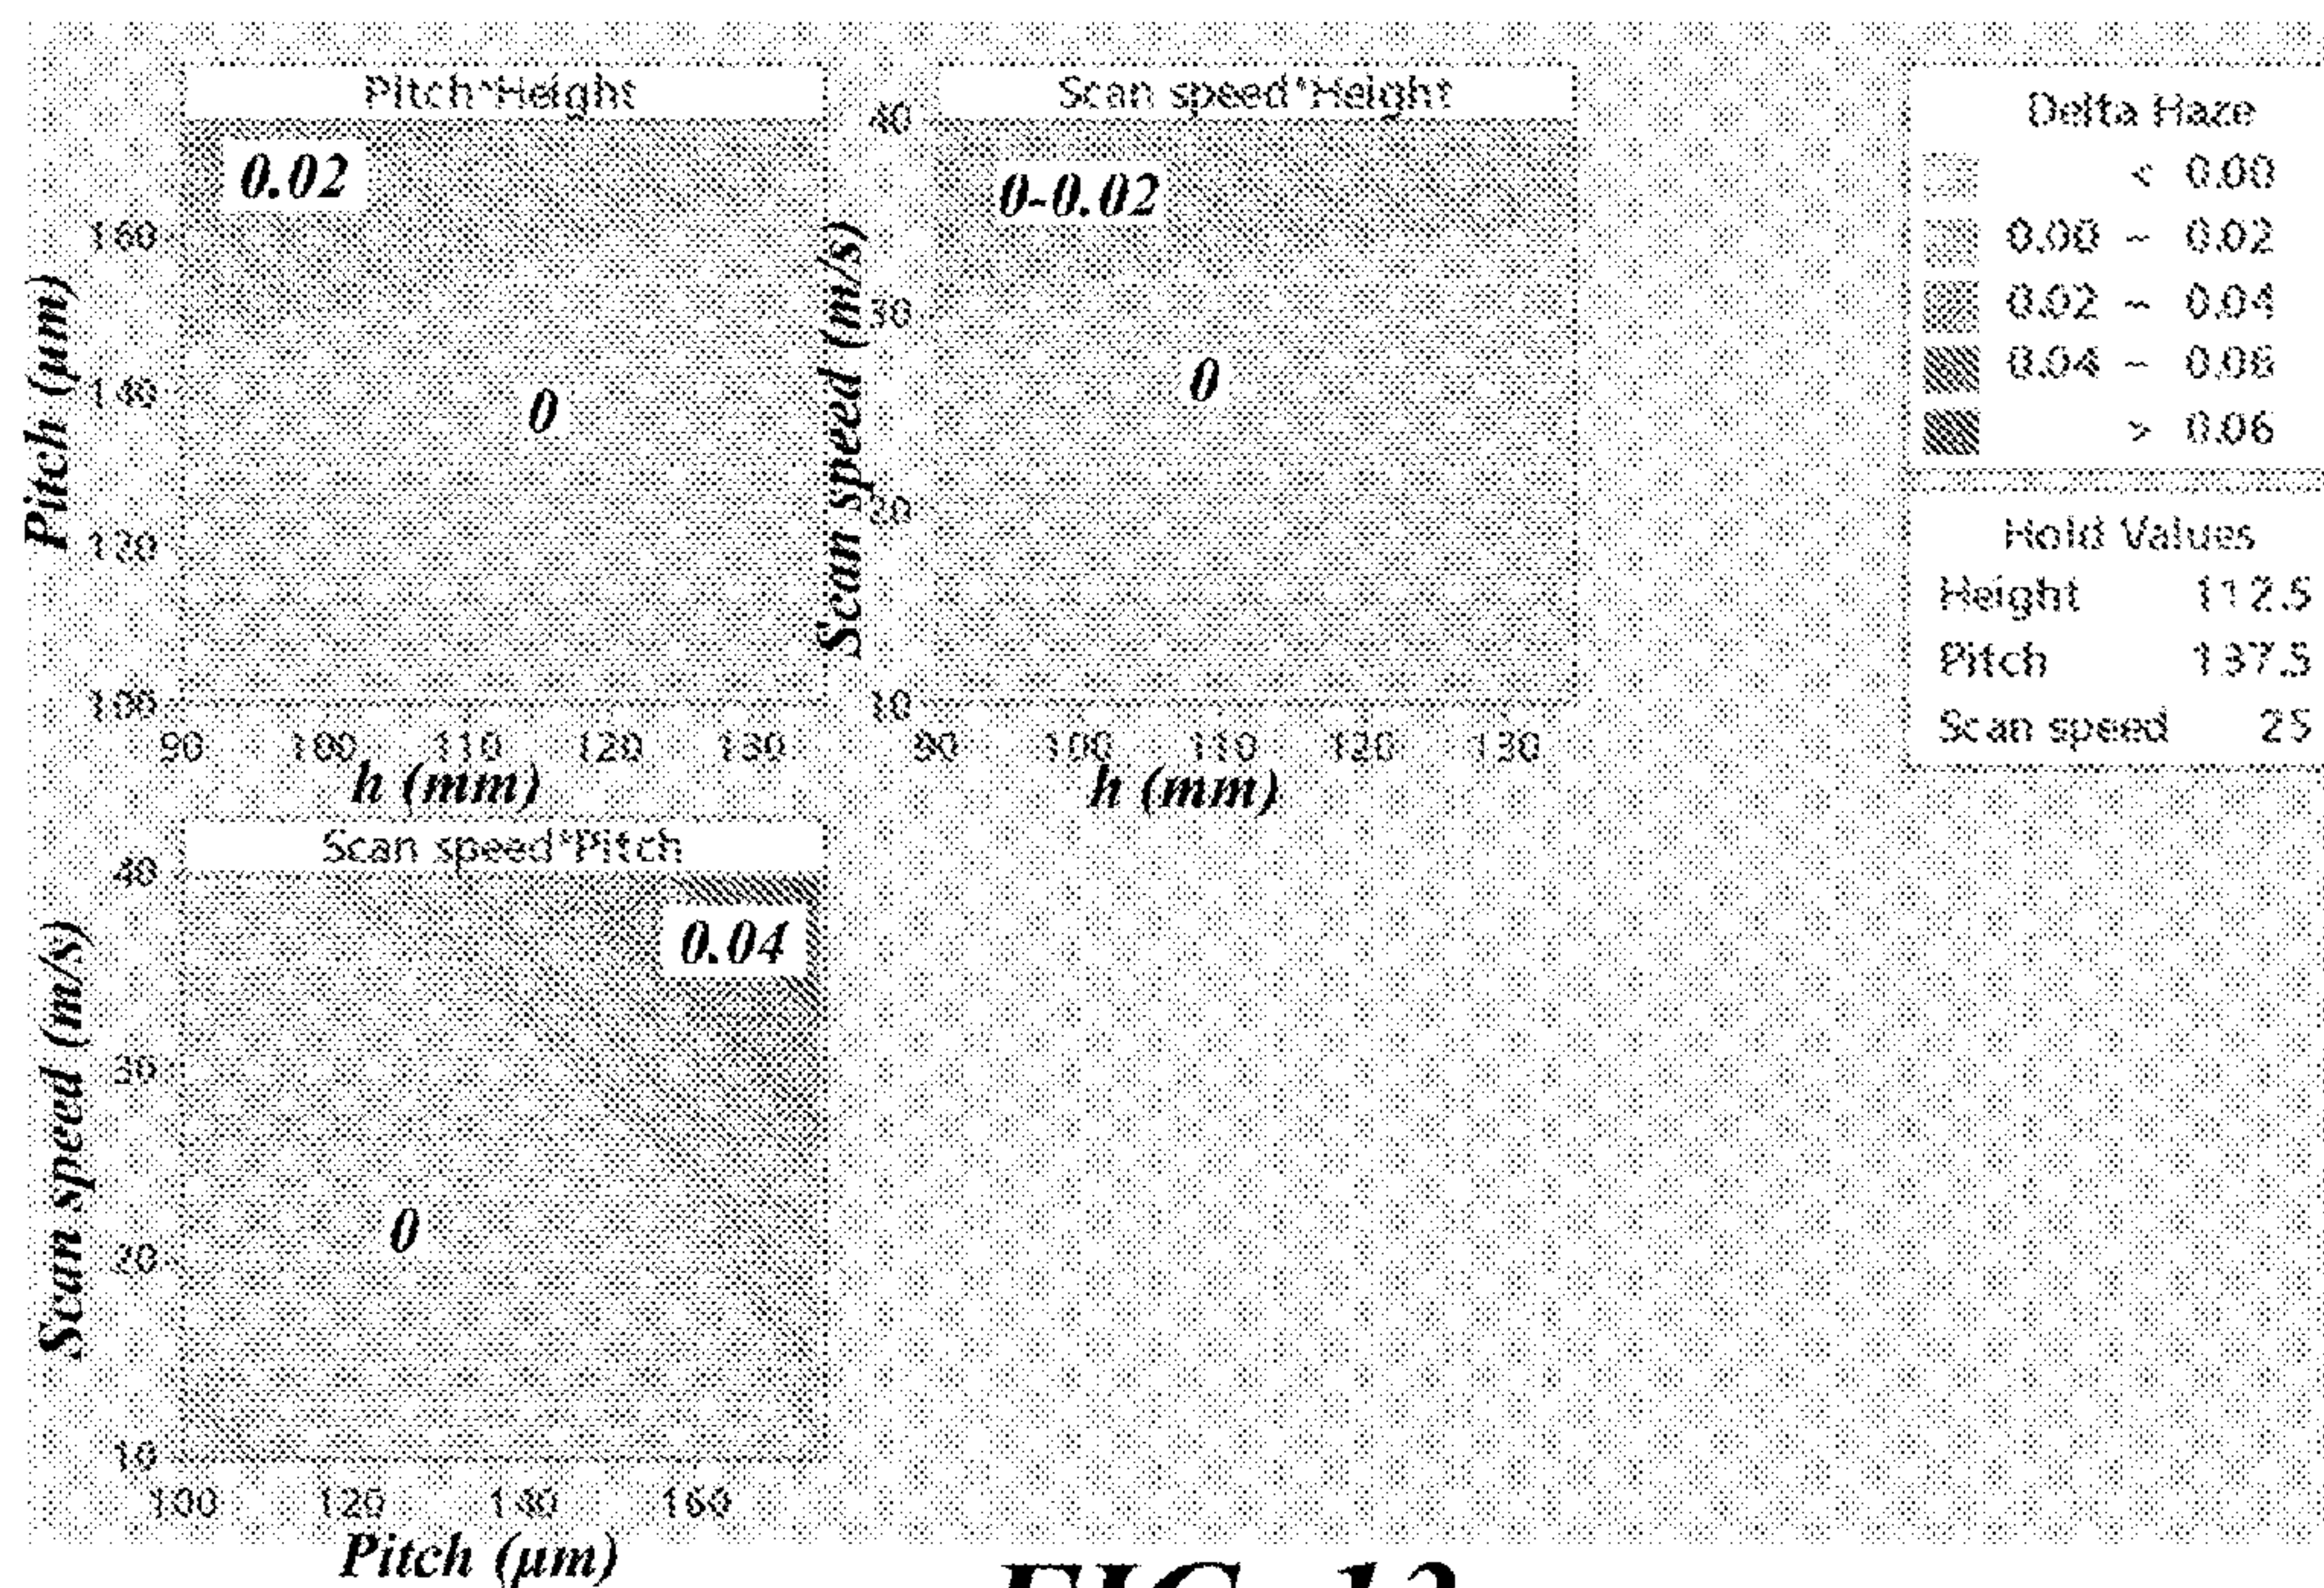 Pitch*Height
0.02
0
Pitch (µm)
160
140
120
100
90 100 110 120 130
h (mm)
Scan speed*Height
0-0.02
0
Scan speed (m/s)
40
30
20
10
90 100 110 120 130
h (mm)
Delta Haze
< 0.00
0.00 – 0.02
0.02 – 0.04
0.04 – 0.06
> 0.06
Hold Values
Height 112.5
Pitch 137.5
Scan speed 25
Scan speed*Pitch
0.04
0
Scan speed (m/s)
40
30
20
10
100 120 140 160
Pitch (µm)